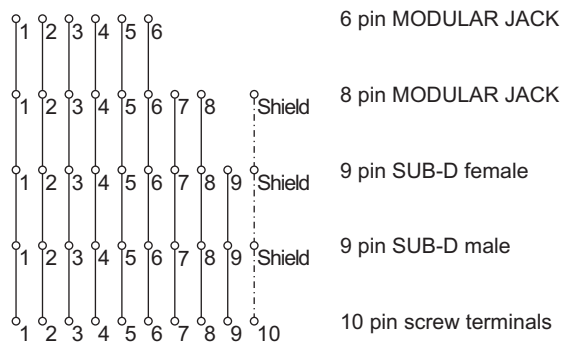 1 2 3 4 5 6 6 pin MODULAR JACK
1 2 3 4 5 6 7 8 Shield 8 pin MODULAR JACK
1 2 3 4 5 6 7 8 9 Shield 9 pin SUB-D female
1 2 3 4 5 6 7 8 9 Shield 9 pin SUB-D male
1 2 3 4 5 6 7 8 9 10 10 pin screw terminals